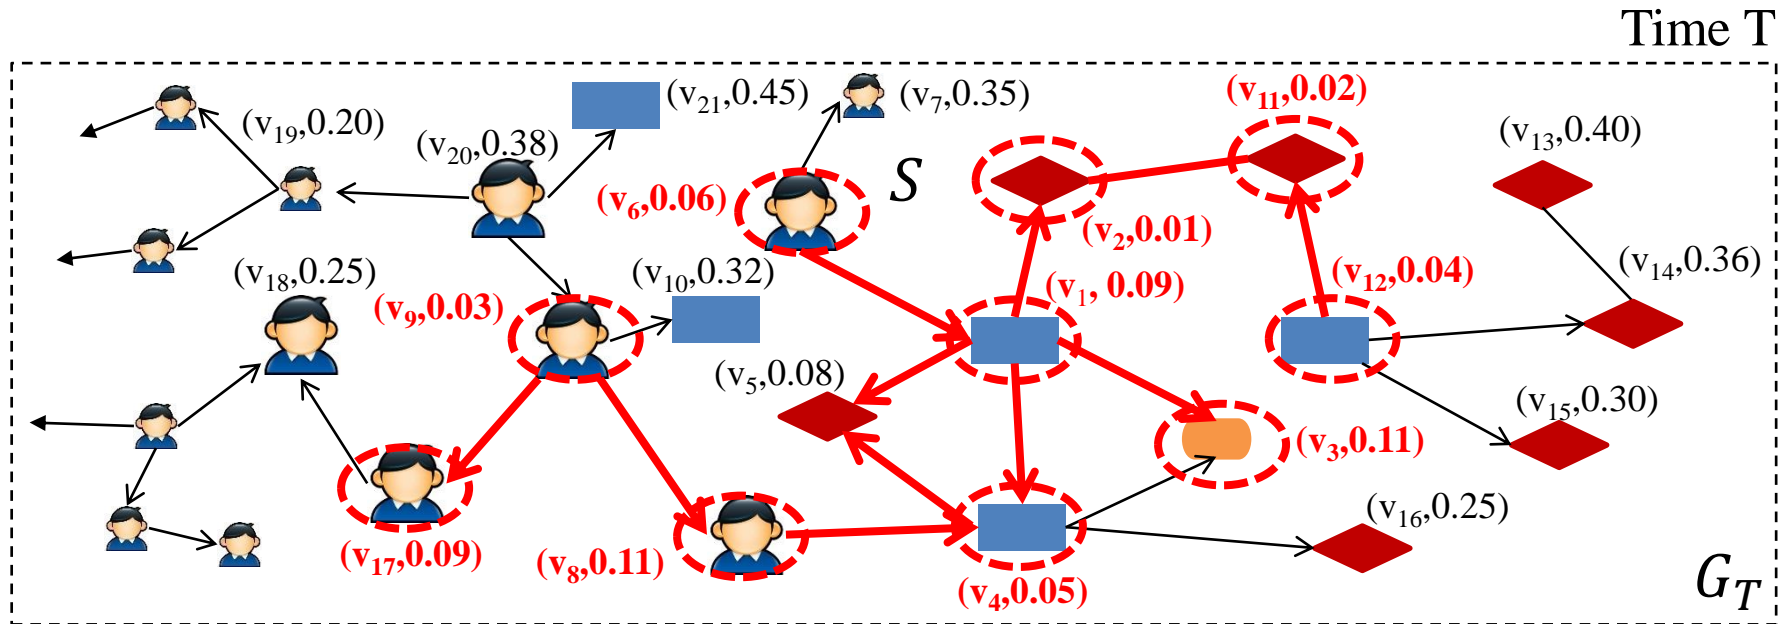 Time T
(v₂₁,0.45)
(v₇,0.35)
(v₁₁,0.02)
(v₁₉,0.20)
(v₁₃,0.40)
(v₂₀,0.38)
S
(v₆,0.06)
(v₂,0.01)
(v₁₄,0.36)
(v₁₈,0.25)
(v₁₀,0.32)
(v₁, 0.09)
(v₁₂,0.04)
(v₉,0.03)
(v₅,0.08)
(v₁₅,0.30)
(v₃,0.11)
(v₁₆,0.25)
(v₁₇,0.09)
(v₈,0.11)
(v₄,0.05)
G_T